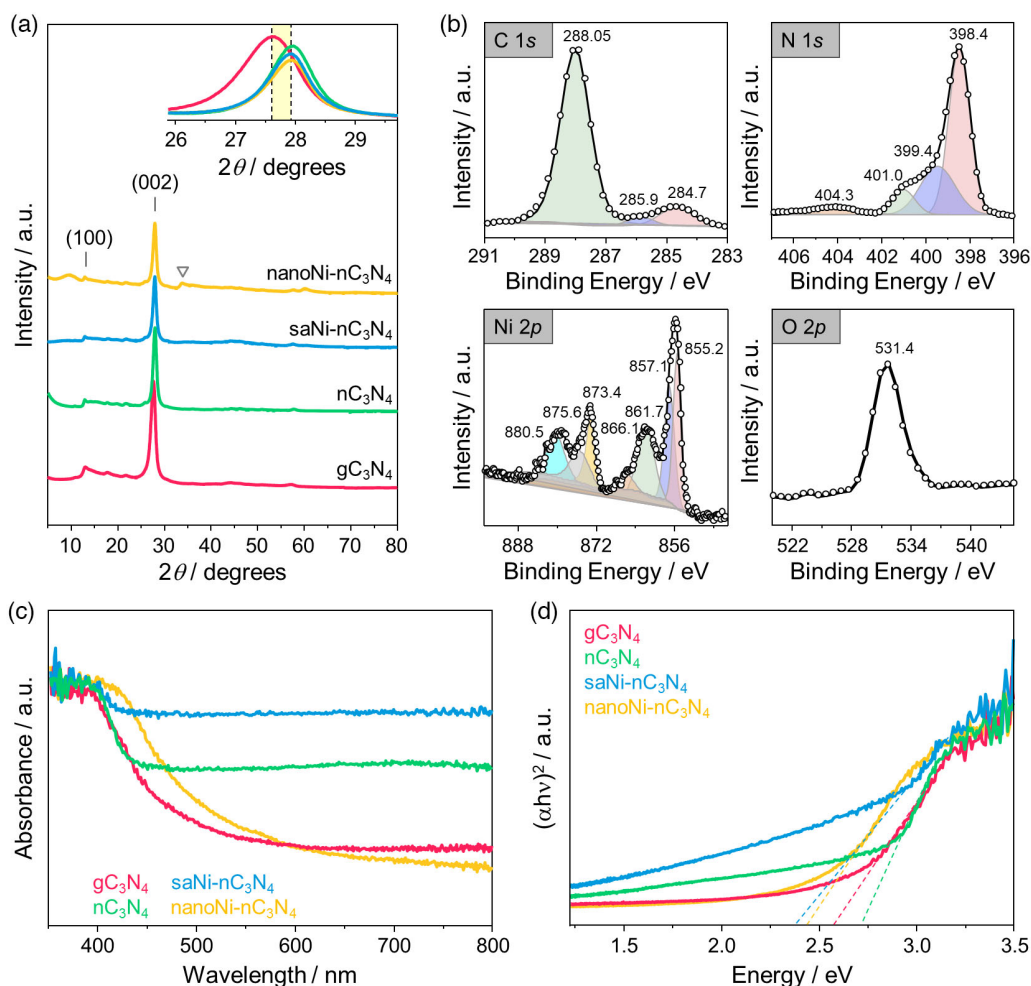 (a)
26 27 28 29
2θ / degrees
(002)
(100)
nanoNi-nC₃N₄
saNi-nC₃N₄
nC₃N₄
gC₃N₄
Intensity / a.u.
10 20 30 40 50 60 70 80
2θ / degrees
(b)
C 1s
288.05
285.9
284.7
Intensity / a.u.
291 289 287 285 283
Binding Energy / eV
N 1s
398.4
399.4
401.0
404.3
Intensity / a.u.
406 404 402 400 398 396
Binding Energy / eV
Ni 2p
855.2
857.1
873.4
875.6
861.7
866.1
880.5
Intensity / a.u.
888 872 856
Binding Energy / eV
O 2p
531.4
Intensity / a.u.
522 528 534 540
Binding Energy / eV
(c)
Absorbance / a.u.
gC₃N₄ saNi-nC₃N₄
nC₃N₄ nanoNi-nC₃N₄
400 500 600 700 800
Wavelength / nm
(d)
gC₃N₄
nC₃N₄
saNi-nC₃N₄
nanoNi-nC₃N₄
(αhν)² / a.u.
1.5 2.0 2.5 3.0 3.5
Energy / eV